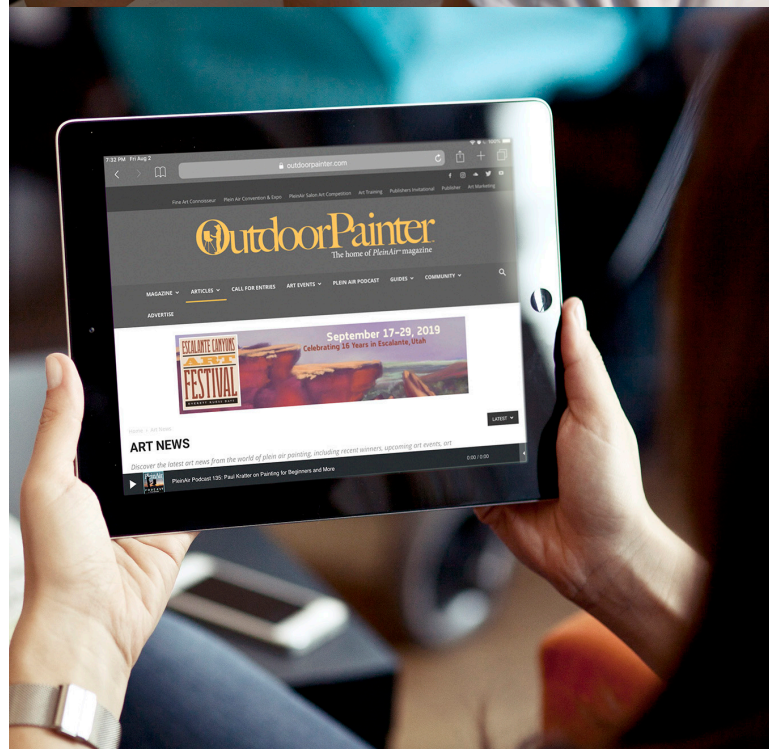 7:32 PM Fri Aug 2
100%
outdoorpainter.com
Fine Art Connoisseur Plein Air Convention & Expo PleinAir Salon Art Competition Art Training Publishers Invitational Publisher Art Marketing
OutdoorPainter
The home of PleinAir magazine
MAGAZINE ARTICLES CALL FOR ENTRIES ART EVENTS PLEIN AIR PODCAST GUIDES COMMUNITY
ADVERTISE
ESCALANTE CANYONS
ART
FESTIVAL
September 17-29, 2019
Celebrating 16 Years in Escalante, Utah
Home Art News
LATEST
ART NEWS
Discover the latest art news from the world of plein air painting, including recent winners, upcoming art events, art
PleinAir Podcast 135: Paul Kratter on Painting for Beginners and More
0:00 / 0:00